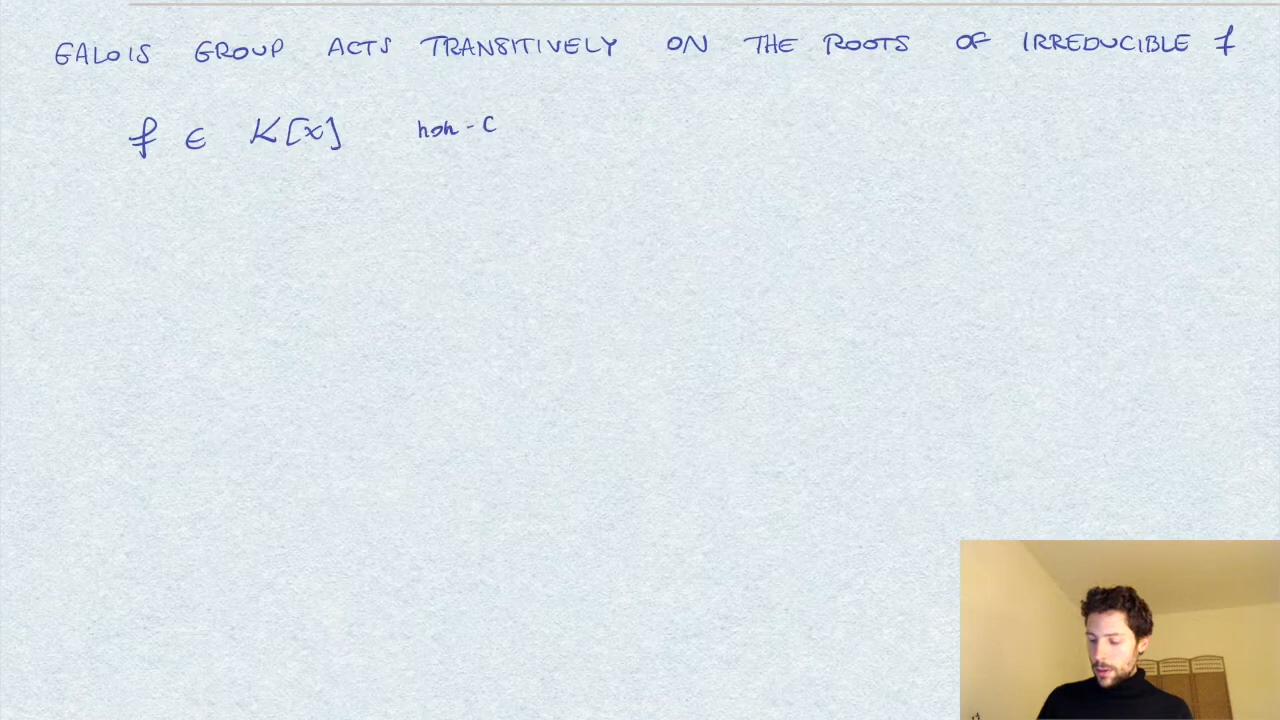 GALOIS GROUP ACTS TRANSITIVELY ON THE ROOTS OF IRREDUCIBLE f
f ∈ K[x] non-c